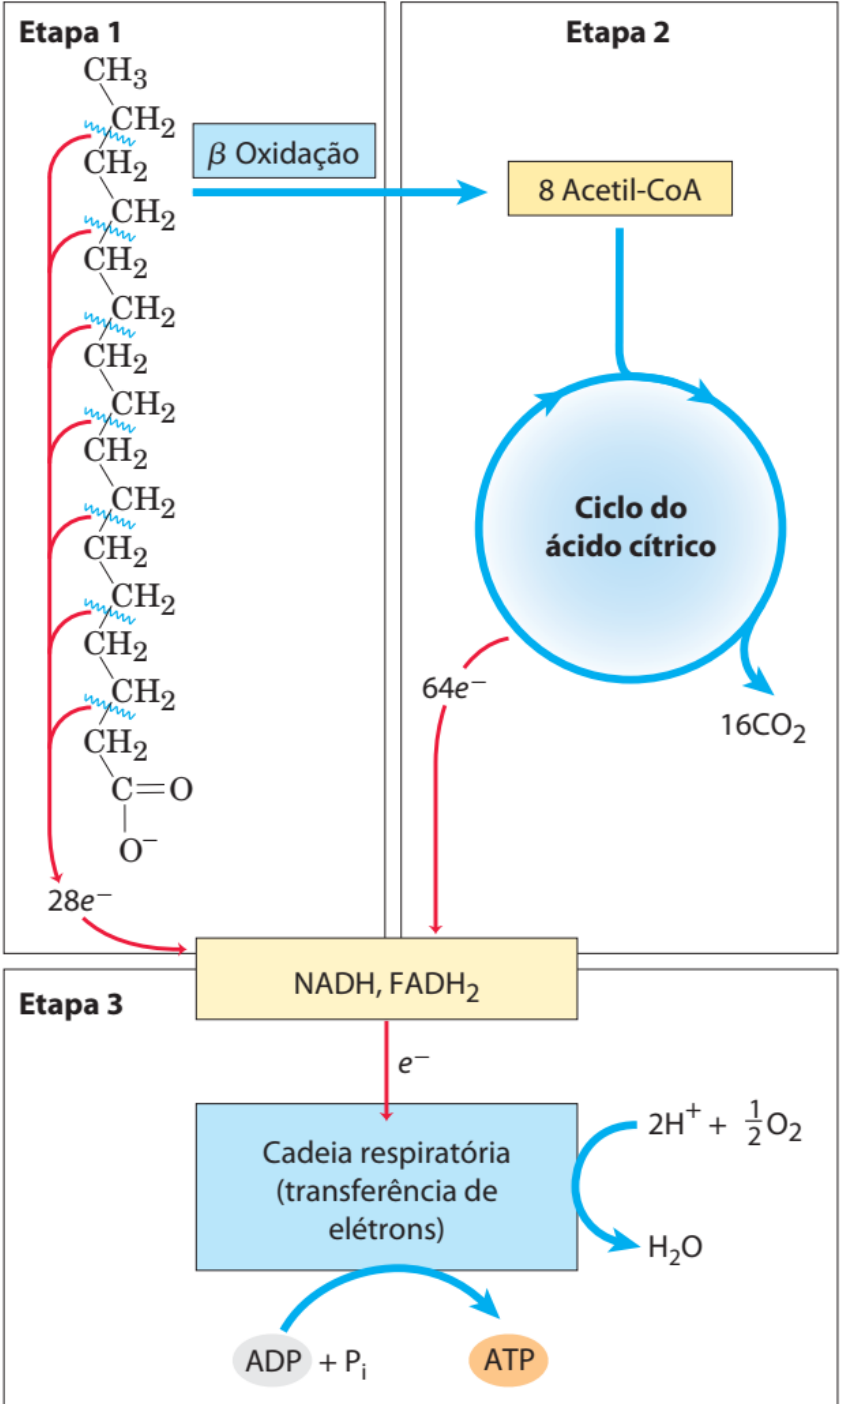 Etapa 1
CH₃
CH₂
CH₂
CH₂
CH₂
CH₂
CH₂
CH₂
CH₂
CH₂
CH₂
CH₂
CH₂
CH₂
CH₂
C=O
O⁻
28e⁻
β Oxidação
Etapa 2
8 Acetil-CoA
Ciclo do
ácido cítrico
64e⁻
16CO₂
NADH, FADH₂
Etapa 3
e⁻
Cadeia respiratória
(transferência de
elétrons)
2H⁺ + ½O₂
H₂O
ADP + Pᵢ
ATP